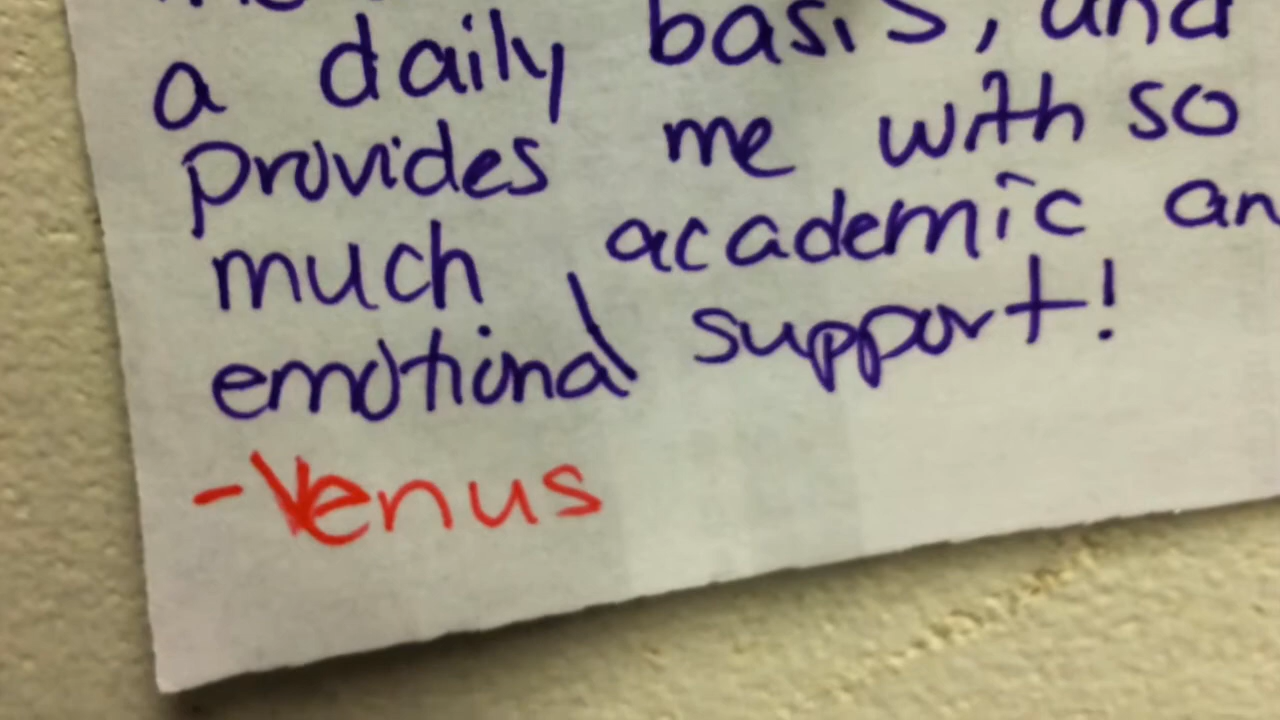 a daily basis, and
provides me with so
much academic an
emotional support!
-Venus